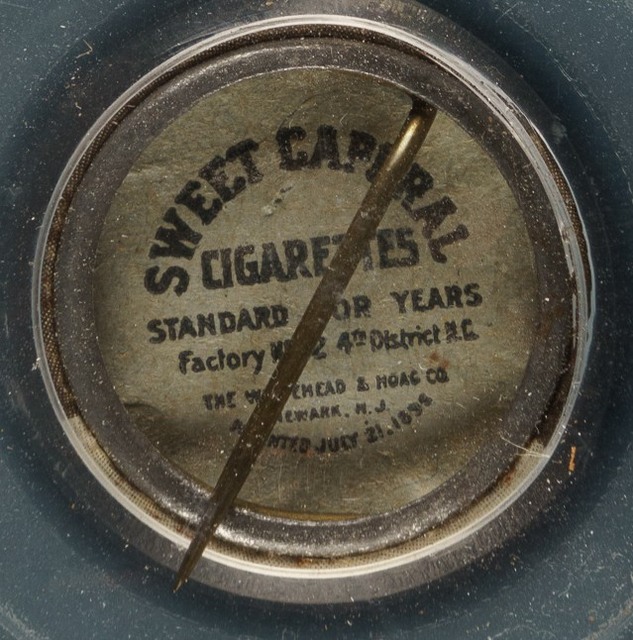 SWEET CAPORAL
CIGARETTES
STANDARD FOR YEARS
Factory 2 4TH District N.C.
THE WHITEHEAD & HOAG CO
NEWARK, N.J.
PATENTED JULY 21, 1896